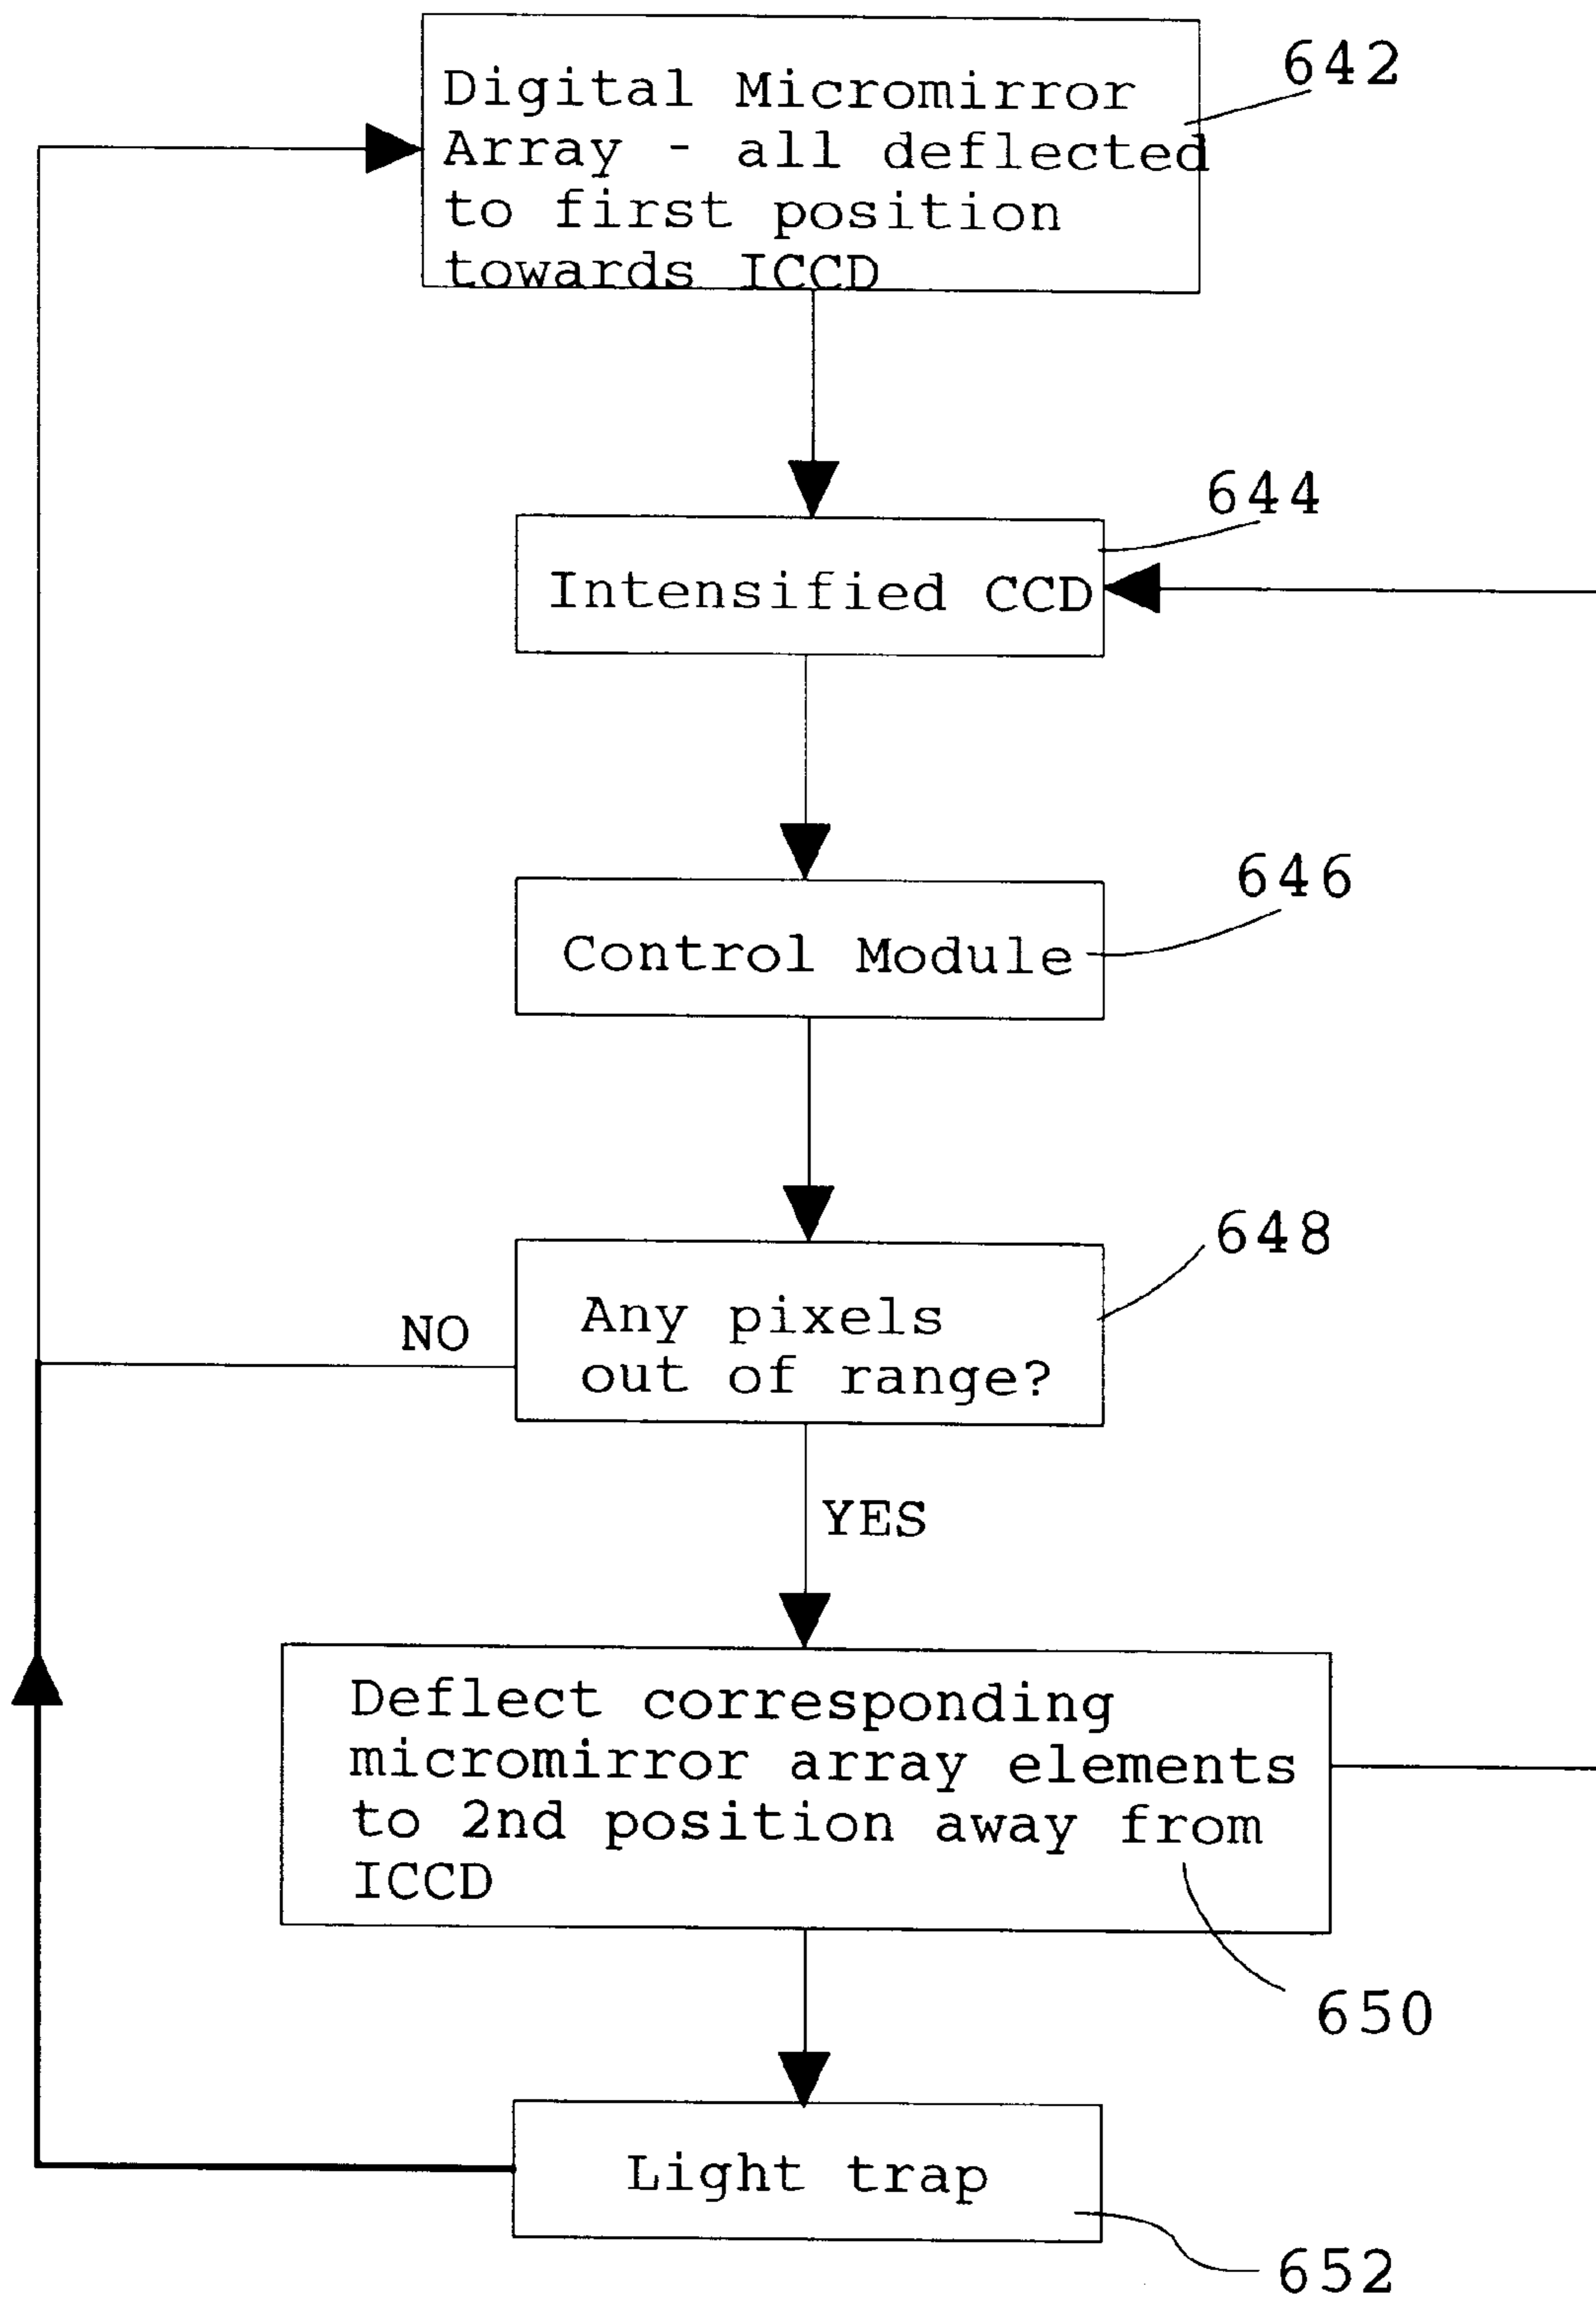 642
Digital Micromirror
Array - all deflected
to first position
towards ICCD
644
Intensified CCD
646
Control Module
648
Any pixels
out of range?
NO
YES
Deflect corresponding
micromirror array elements
to 2nd position away from
ICCD
650
Light trap
652